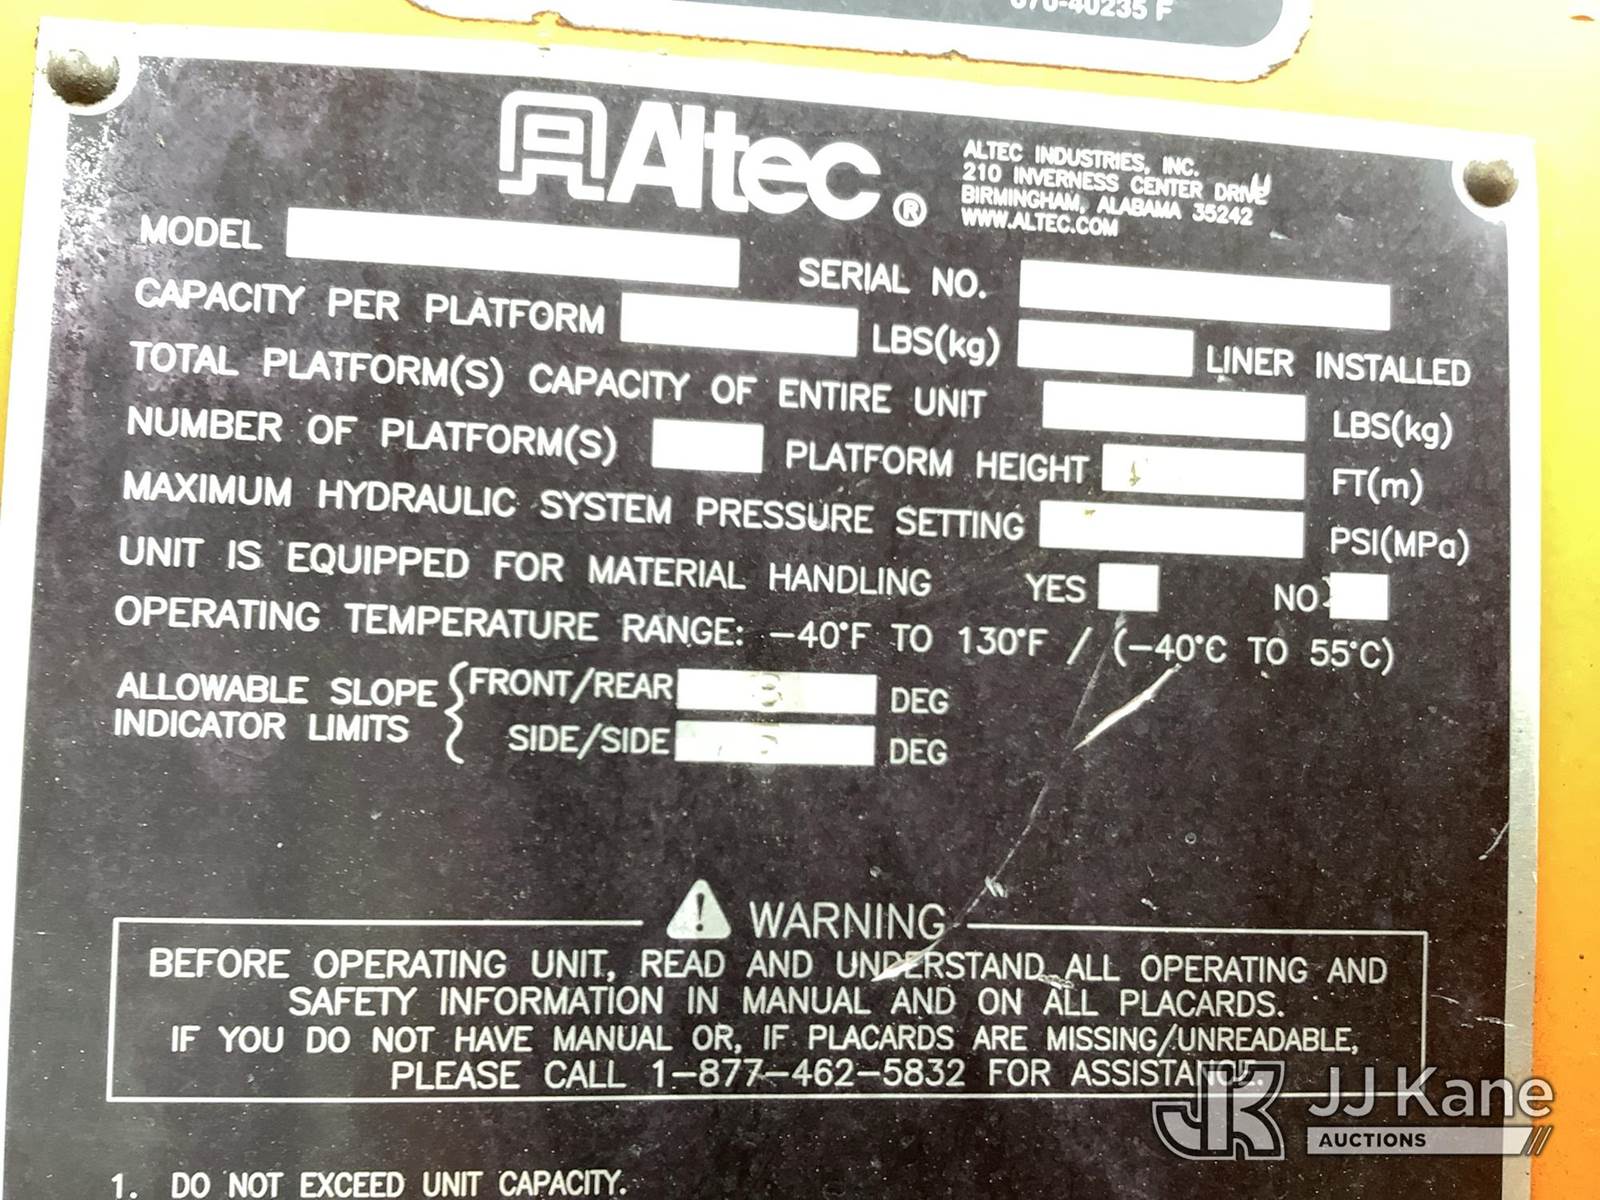 070-40235 F
Altec®
ALTEC INDUSTRIES, INC.
210 INVERNESS CENTER DRIVE
BIRMINGHAM, ALABAMA 35242
WWW.ALTEC.COM
MODEL
SERIAL NO.
CAPACITY PER PLATFORM LBS(kg) LINER INSTALLED
TOTAL PLATFORM(S) CAPACITY OF ENTIRE UNIT LBS(kg)
NUMBER OF PLATFORM(S) PLATFORM HEIGHT FT(m)
MAXIMUM HYDRAULIC SYSTEM PRESSURE SETTING PSI(MPa)
UNIT IS EQUIPPED FOR MATERIAL HANDLING YES NO
OPERATING TEMPERATURE RANGE: -40°F TO 130°F / (-40°C TO 55°C)
ALLOWABLE SLOPE INDICATOR LIMITS
FRONT/REAR DEG
SIDE/SIDE DEG
WARNING
BEFORE OPERATING UNIT, READ AND UNDERSTAND ALL OPERATING AND
SAFETY INFORMATION IN MANUAL AND ON ALL PLACARDS.
IF YOU DO NOT HAVE MANUAL OR, IF PLACARDS ARE MISSING/UNREADABLE,
PLEASE CALL 1-877-462-5832 FOR ASSISTANCE.
1. DO NOT EXCEED UNIT CAPACITY.
JK JJ Kane
AUCTIONS